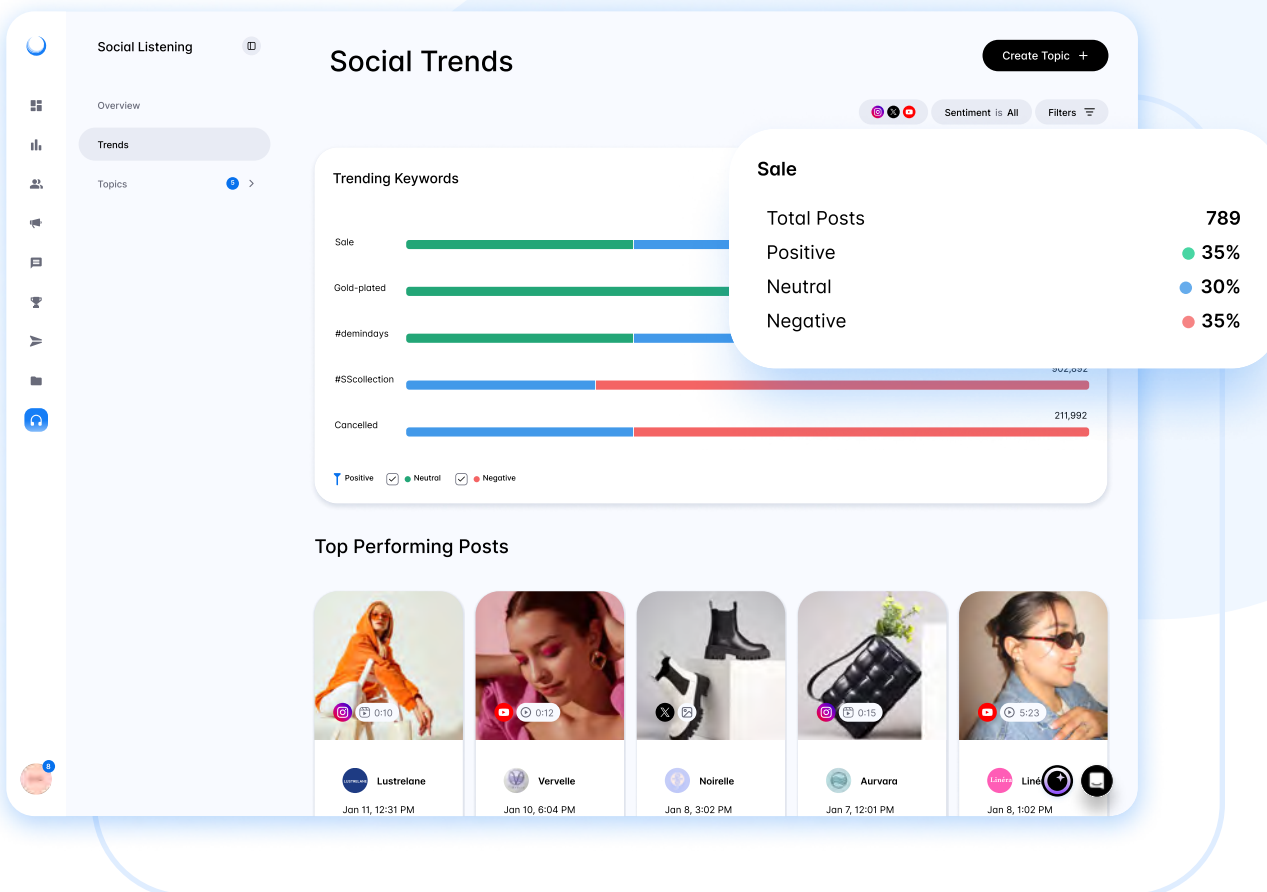 Social Listening
Overview
Trends
Topics 5
8
Social Trends
Create Topic +
Sentiment is All
Filters
Trending Keywords
Sale
Gold-plated
#demindays
#SScollection
902,892
Cancelled
211,992
Positive Neutral Negative
Sale
Total Posts 789
Positive 35%
Neutral 30%
Negative 35%
Top Performing Posts
0:10
0:12
0:15
5:23
LUSTRELANE Lustrelane
Vervelle
Noirelle
Aurvara
Linéra
Jan 11, 12:31 PM
Jan 10, 6:04 PM
Jan 8, 3:02 PM
Jan 7, 12:01 PM
Jan 8, 1:02 PM